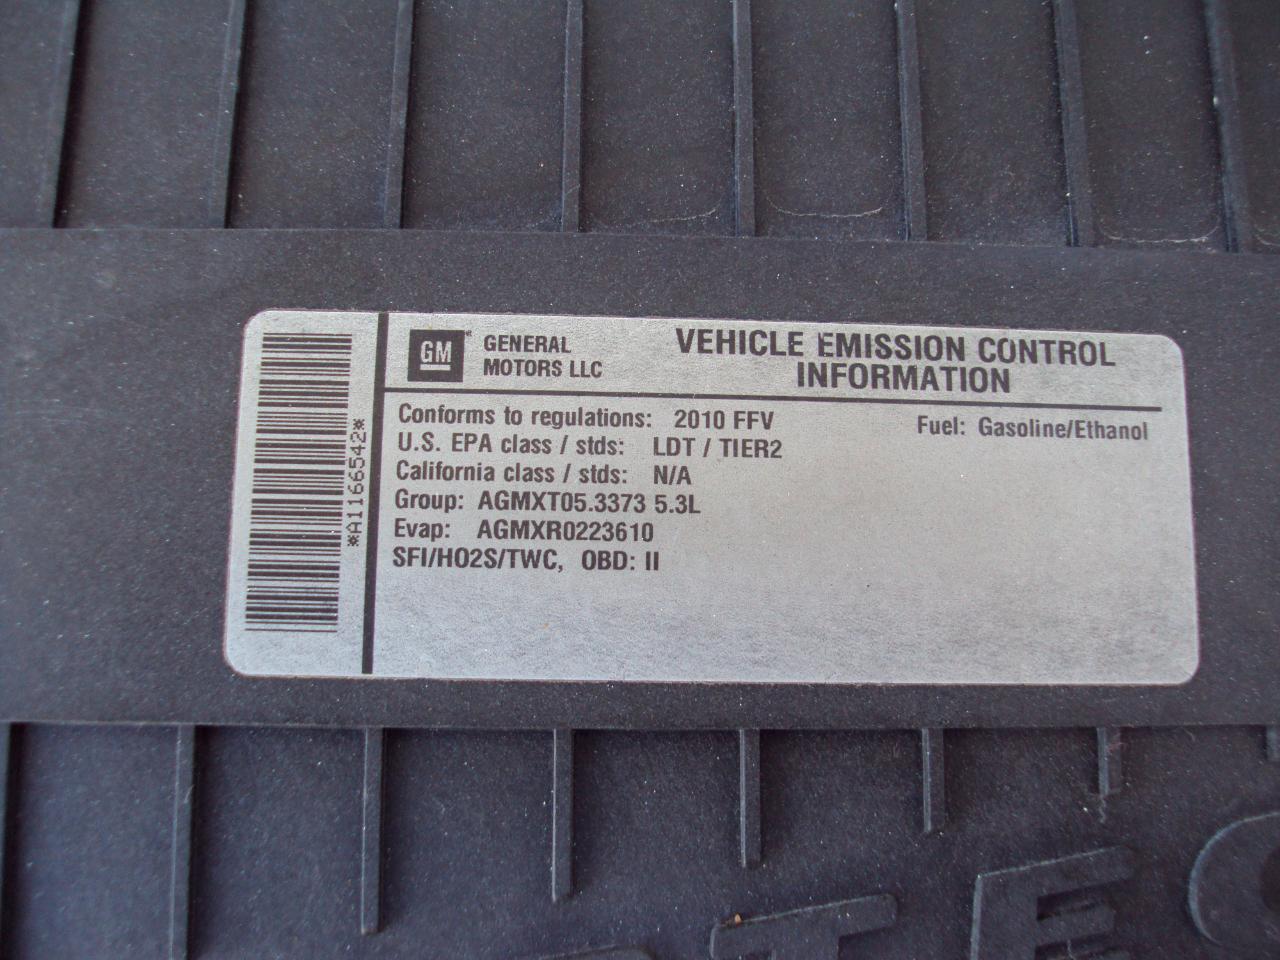 GM
GENERAL
MOTORS LLC
VEHICLE EMISSION CONTROL
INFORMATION
Conforms to regulations: 2010 FFV
Fuel: Gasoline/Ethanol
U.S. EPA class / stds: LDT / TIER2
California class / stds: N/A
Group: AGMXT05.3373 5.3L
Evap: AGMXR0223610
SFI/HO2S/TWC, OBD: II
*A1166542*